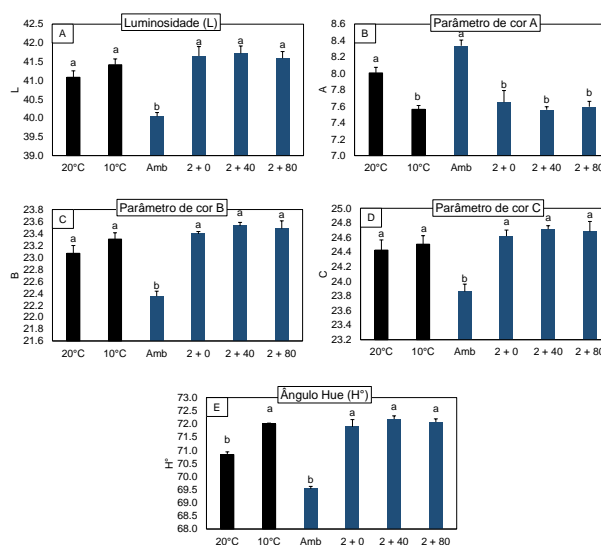 A
Luminosidade (L)
42.5
42.0
41.5
41.0
40.5
40.0
39.5
39.0
L
a
a
b
a
a
a
20°C
10°C
Amb
2 + 0
2 + 40
2 + 80
B
Parâmetro de cor A
8.6
8.4
8.2
8.0
7.8
7.6
7.4
7.2
7.0
A
a
b
a
b
b
b
20°C
10°C
Amb
2 + 0
2 + 40
2 + 80
C
Parâmetro de cor B
23.8
23.6
23.4
23.2
23.0
22.8
22.6
22.4
22.2
22.0
21.8
21.6
B
a
a
b
a
a
a
20°C
10°C
Amb
2 + 0
2 + 40
2 + 80
D
Parâmetro de cor C
25.0
24.8
24.6
24.4
24.2
24.0
23.8
23.6
23.4
23.2
C
a
a
b
a
a
a
20°C
10°C
Amb
2 + 0
2 + 40
2 + 80
E
Ângulo Hue (H°)
73.0
72.5
72.0
71.5
71.0
70.5
70.0
69.5
69.0
68.5
68.0
H°
b
a
b
a
a
a
20°C
10°C
Amb
2 + 0
2 + 40
2 + 80